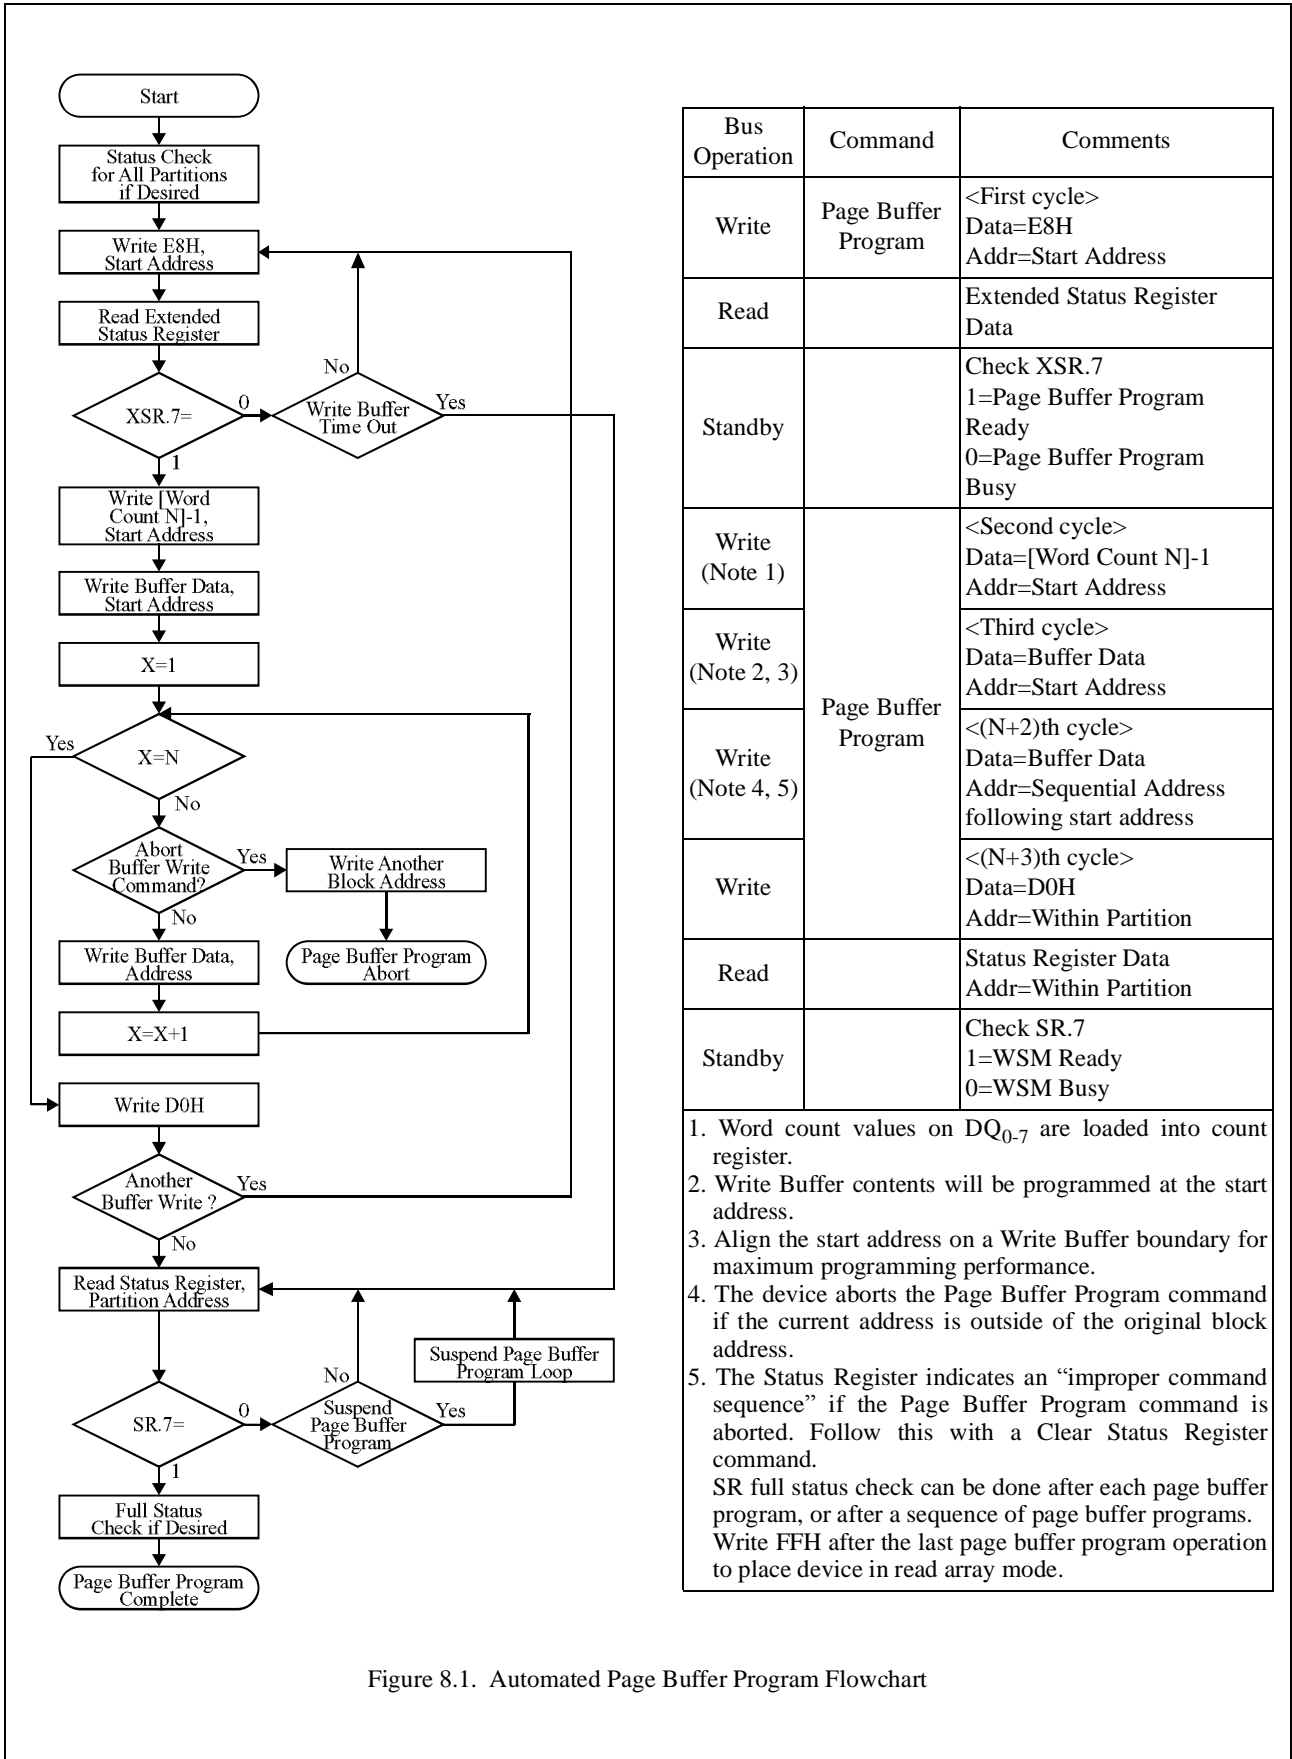 Start
Status Check
for All Partitions
if Desired
Write E8H,
Start Address
Read Extended
Status Register
XSR.7=
0
1
Write Buffer
Time Out
No
Yes
Write [Word
Count N]-1,
Start Address
Write Buffer Data,
Start Address
X=1
X=N
Yes
No
Abort
Buffer Write
Command?
Yes
No
Write Another
Block Address
Page Buffer Program
Abort
Write Buffer Data,
Address
X=X+1
Write D0H
Another
Buffer Write ?
Yes
No
Read Status Register,
Partition Address
SR.7=
0
1
Suspend
Page Buffer
Program
No
Yes
Suspend Page Buffer
Program Loop
Full Status
Check if Desired
Page Buffer Program
Complete
Bus
Operation
Command
Comments
Write
Page Buffer
Program
<First cycle>
Data=E8H
Addr=Start Address
Read
Extended Status Register
Data
Standby
Check XSR.7
1=Page Buffer Program
Ready
0=Page Buffer Program
Busy
Write
(Note 1)
Page Buffer
Program
<Second cycle>
Data=[Word Count N]-1
Addr=Start Address
Write
(Note 2, 3)
<Third cycle>
Data=Buffer Data
Addr=Start Address
Write
(Note 4, 5)
<(N+2)th cycle>
Data=Buffer Data
Addr=Sequential Address
following start address
Write
<(N+3)th cycle>
Data=D0H
Addr=Within Partition
Read
Status Register Data
Addr=Within Partition
Standby
Check SR.7
1=WSM Ready
0=WSM Busy
1. Word count values on DQ0-7 are loaded into count
register.
2. Write Buffer contents will be programmed at the start
address.
3. Align the start address on a Write Buffer boundary for
maximum programming performance.
4. The device aborts the Page Buffer Program command
if the current address is outside of the original block
address.
5. The Status Register indicates an “improper command
sequence” if the Page Buffer Program command is
aborted. Follow this with a Clear Status Register
command.
SR full status check can be done after each page buffer
program, or after a sequence of page buffer programs.
Write FFH after the last page buffer program operation
to place device in read array mode.
Figure 8.1. Automated Page Buffer Program Flowchart